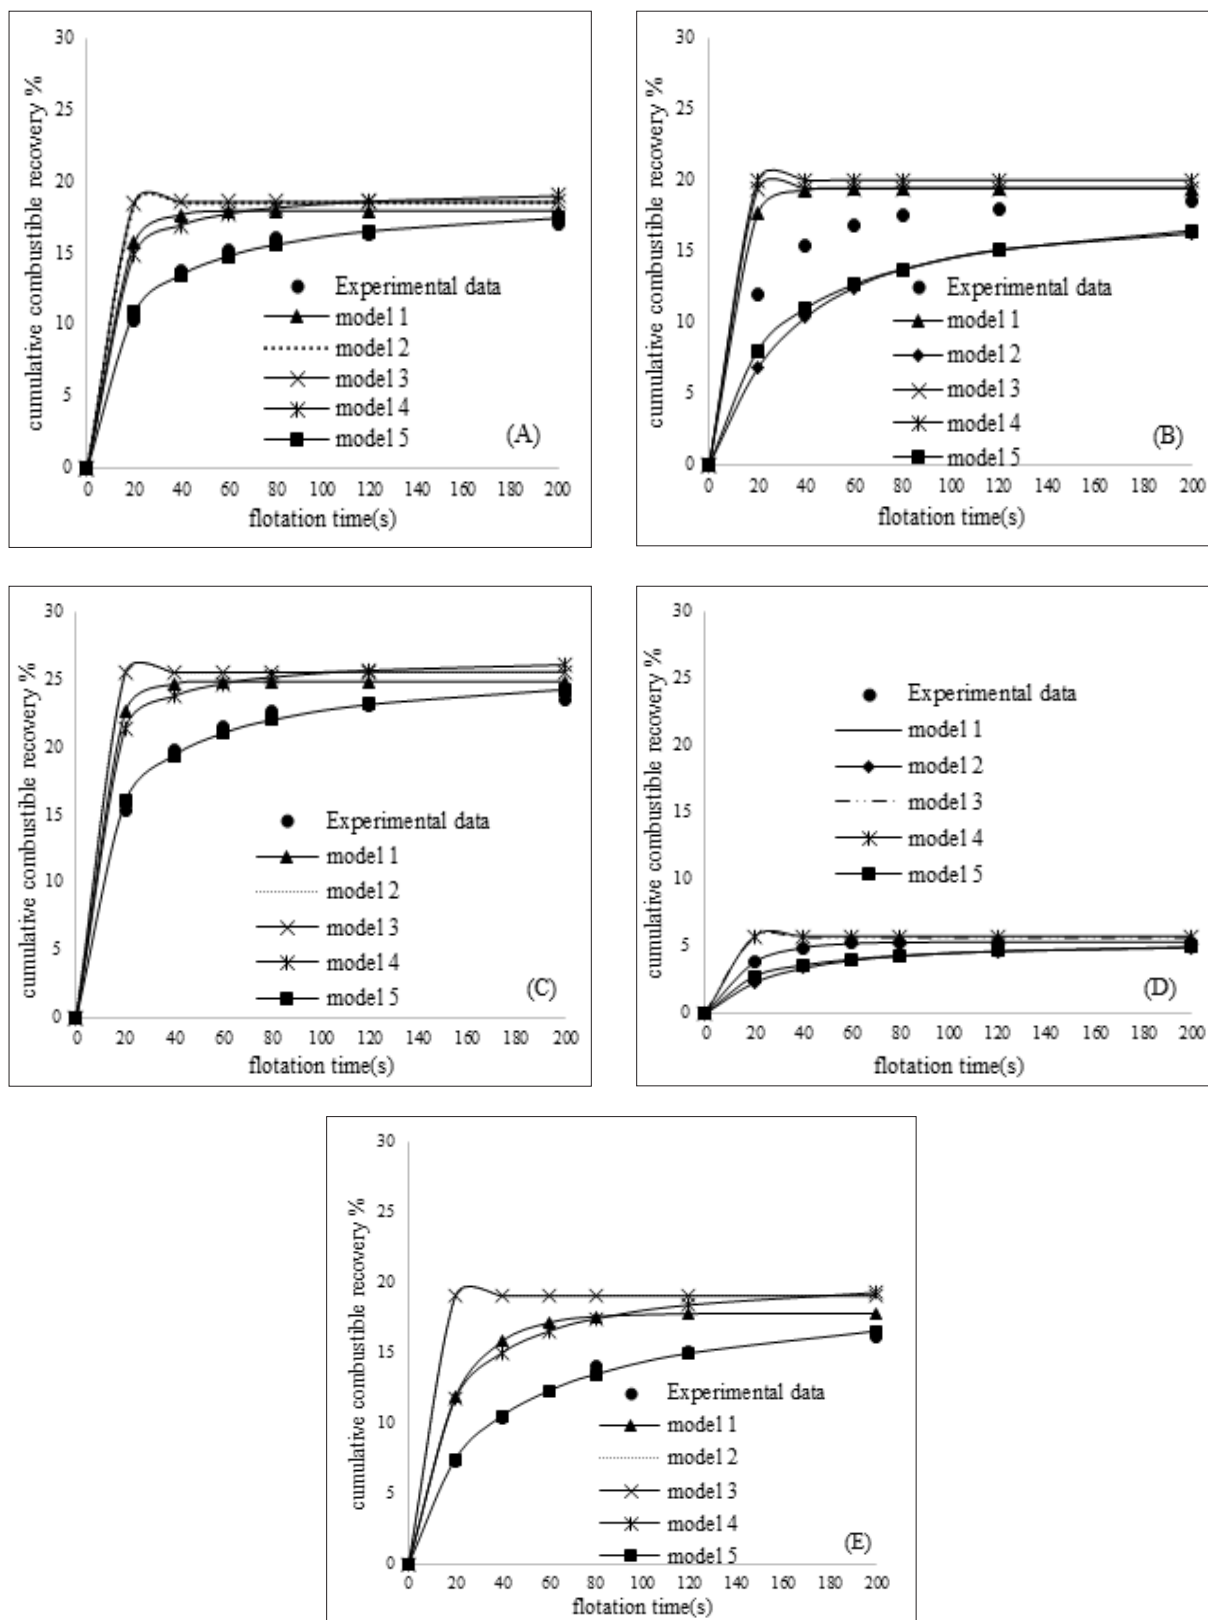 30
25
20
15
10
5
0
cumulative combustible recovery %
Experimental data
model 1
model 2
model 3
model 4
model 5
(A)
0 20 40 60 80 100 120 140 160 180 200
flotation time(s)
30
25
20
15
10
5
0
cumulative combustible recovery %
Experimental data
model 1
model 2
model 3
model 4
model 5
(B)
0 20 40 60 80 100 120 140 160 180 200
flotation time(s)
30
25
20
15
10
5
0
cumulative combustible recovery %
Experimental data
model 1
model 2
model 3
model 4
model 5
(C)
0 20 40 60 80 100 120 140 160 180 200
flotation time(s)
30
25
20
15
10
5
0
cumulative combustible recovery %
Experimental data
model 1
model 2
model 3
model 4
model 5
(D)
0 20 40 60 80 100 120 140 160 180 200
flotation time(s)
30
25
20
15
10
5
0
cumulative combustible recovery %
Experimental data
model 1
model 2
model 3
model 4
model 5
(E)
0 20 40 60 80 100 120 140 160 180 200
flotation time(s)